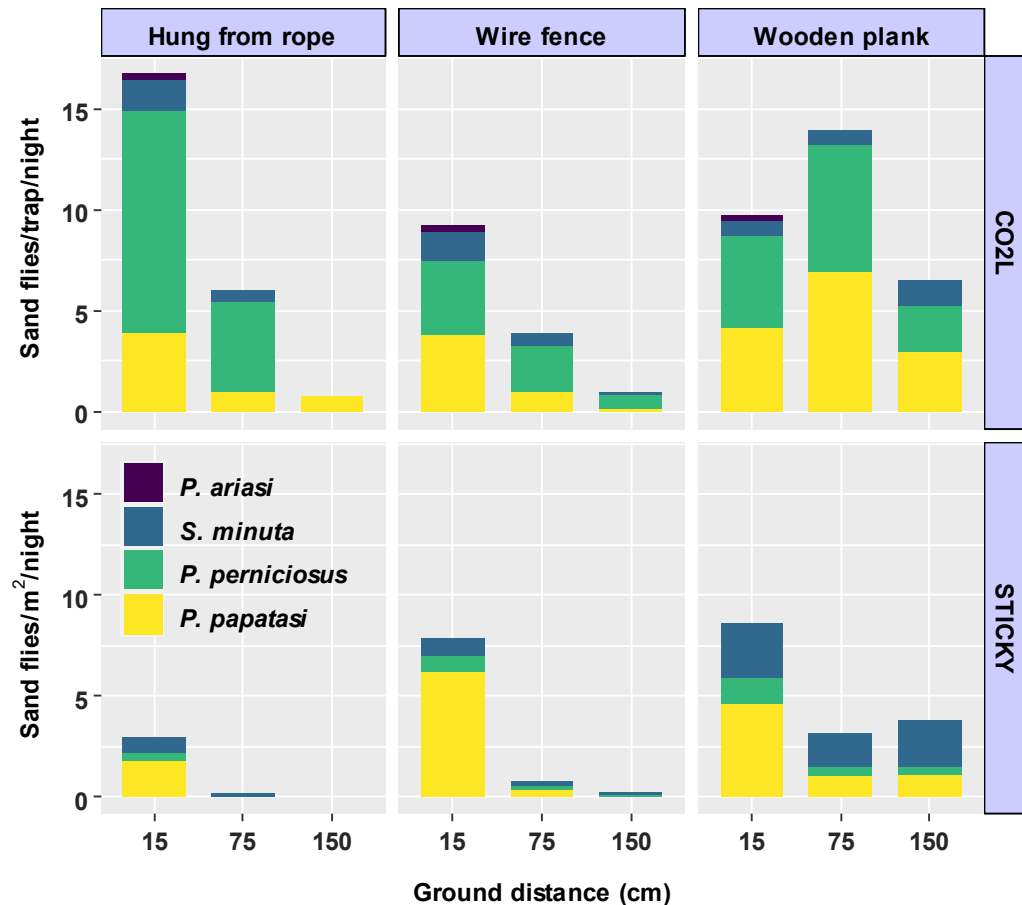 Hung from rope
Wire fence
Wooden plank
Sand flies/trap/night
15
10
5
0
CO2L
Sand flies/m²/night
15
10
5
0
P. ariasi
S. minuta
P. perniciosus
P. papatasi
STICKY
15 75 150
15 75 150
15 75 150
Ground distance (cm)